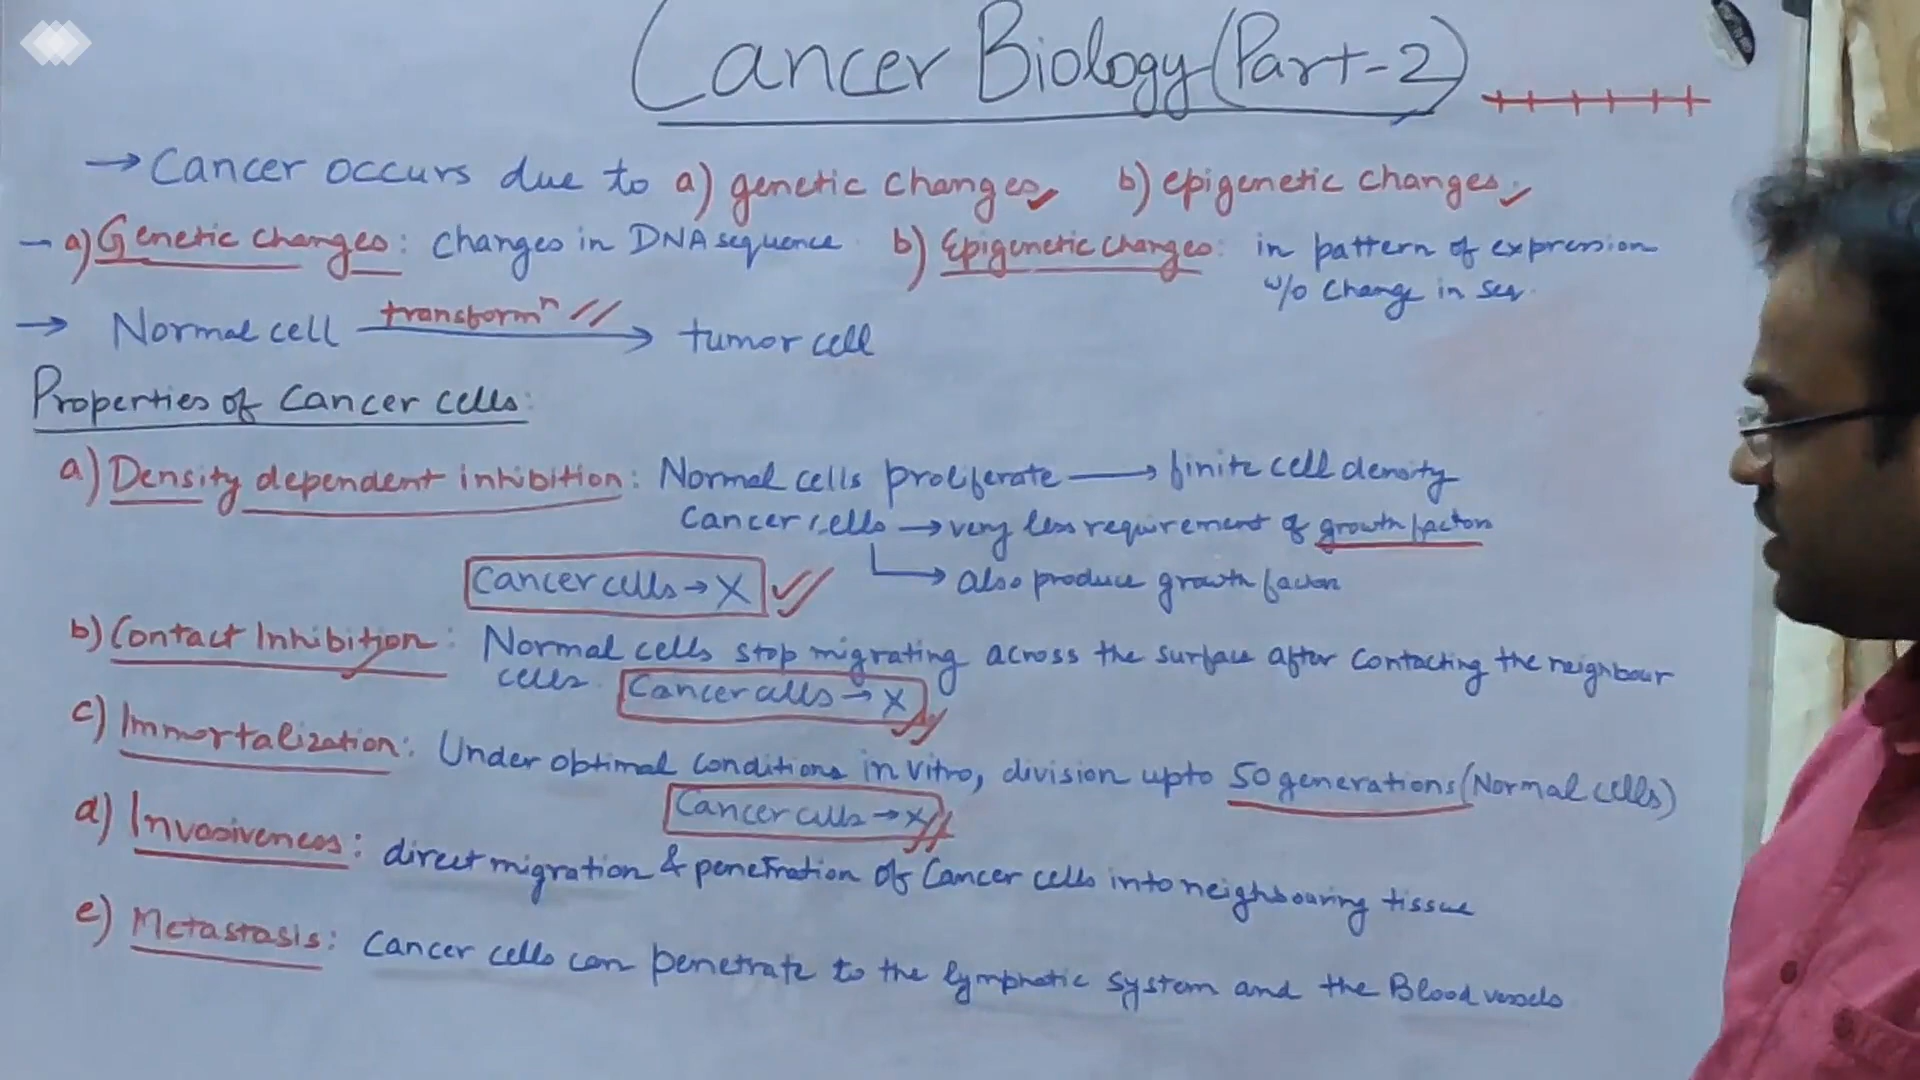 Cancer Biology (Part-2)
→ Cancer occurs due to a) genetic changes b) epigenetic changes
→ a) Genetic changes: changes in DNA sequence b) Epigenetic changes: in pattern of expression
w/o change in seq.
→ Normal cell transformⁿ → tumor cell
Properties of Cancer cells:
a) Density dependent inhibition: Normal cells proliferate → finite cell density
Cancer cells → very less requirement of growth factors
Cancer cells → X → also produce growth factors
b) Contact Inhibition: Normal cells stop migrating across the surface after contacting the neighbour
cells. Cancer cells → X
c) Immortalization: Under optimal conditions in vitro, division upto 50 generations (Normal cells)
Cancer cells → X
d) Invasiveness: direct migration & penetration of Cancer cells into neighbouring tissue
e) Metastasis: Cancer cells can penetrate to the lymphatic system and the Blood vessels